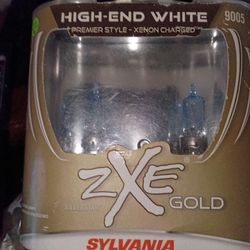 HIGH-END WHITE
9005
PREMIER STYLE - XENON CHARGED
ZXE
GOLD
SYLVANIA